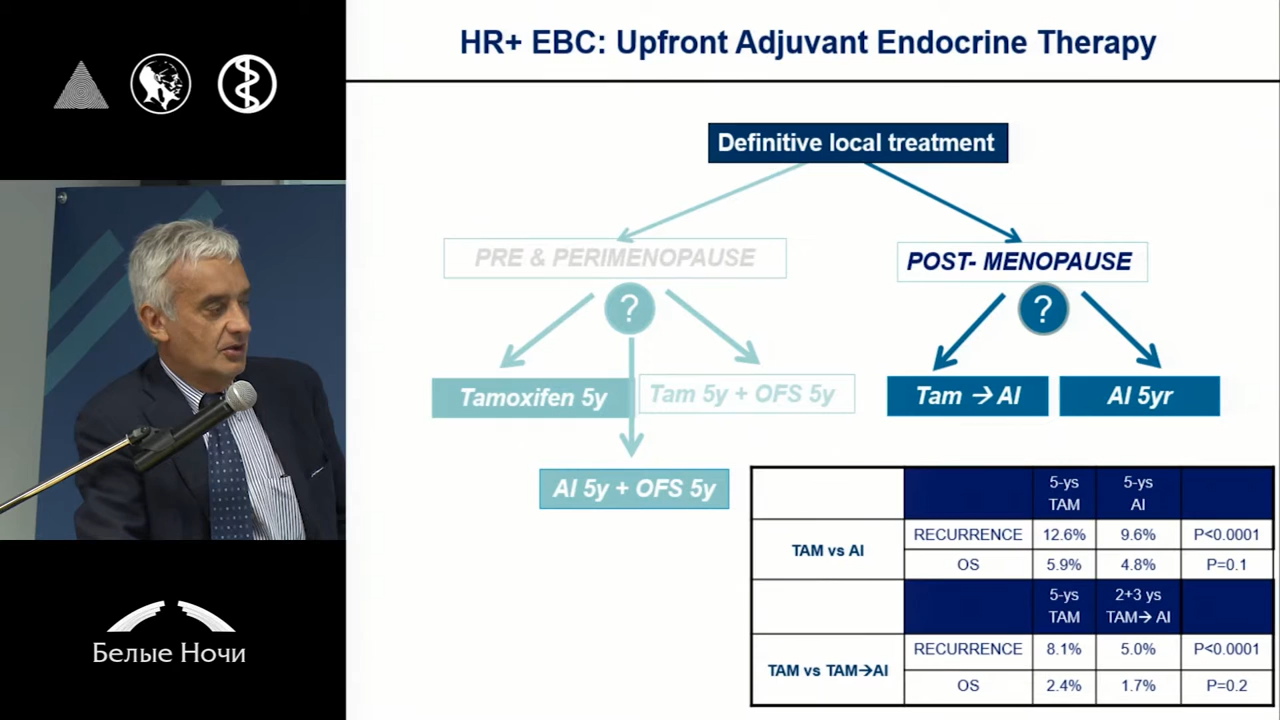 HR+ EBC: Upfront Adjuvant Endocrine Therapy
Definitive local treatment
PRE & PERIMENOPAUSE
POST- MENOPAUSE
?
?
Tamoxifen 5y
Tam 5y + OFS 5y
Tam → AI
AI 5yr
AI 5y + OFS 5y
5-ys TAM
5-ys AI
TAM vs AI
RECURRENCE 12.6% 9.6% P<0.0001
OS 5.9% 4.8% P=0.1
5-ys TAM
2+3 ys TAM→ AI
TAM vs TAM→AI
RECURRENCE 8.1% 5.0% P<0.0001
OS 2.4% 1.7% P=0.2
Белые Ночи